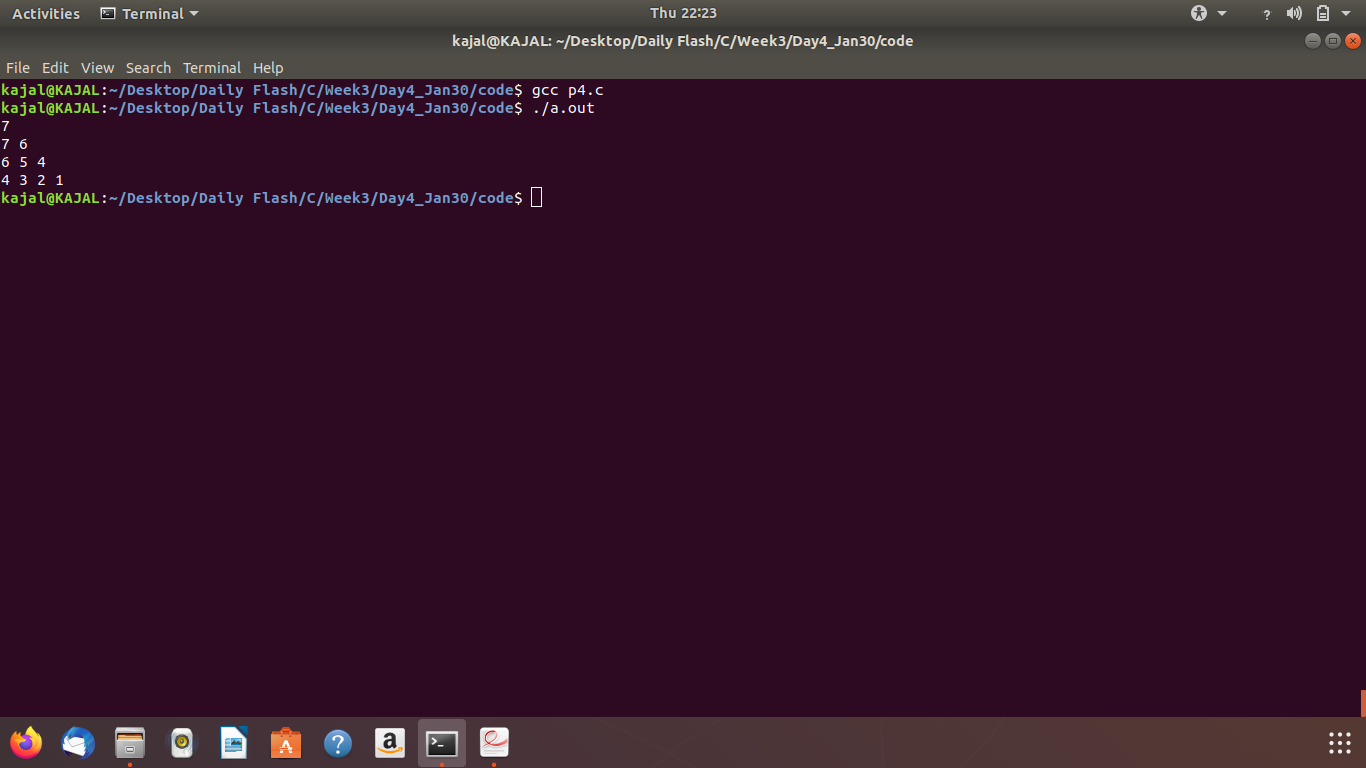 Activities Terminal Thu 22:23 ?
kajal@KAJAL: ~/Desktop/Daily Flash/C/Week3/Day4_Jan30/code
File Edit View Search Terminal Help
kajal@KAJAL:~/Desktop/Daily Flash/C/Week3/Day4_Jan30/code$ gcc p4.c
kajal@KAJAL:~/Desktop/Daily Flash/C/Week3/Day4_Jan30/code$ ./a.out
7
7 6
6 5 4
4 3 2 1
kajal@KAJAL:~/Desktop/Daily Flash/C/Week3/Day4_Jan30/code$